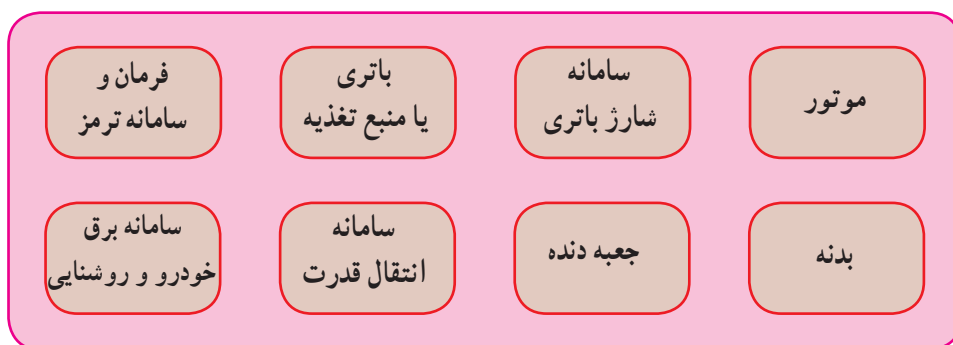 موتور
سامانه
شارژ باتری
باتری
یا منبع تغذیه
فرمان و
سامانه ترمز
بدنه
جعبه دنده
سامانه
انتقال قدرت
سامانه برق
خودرو و روشنایی